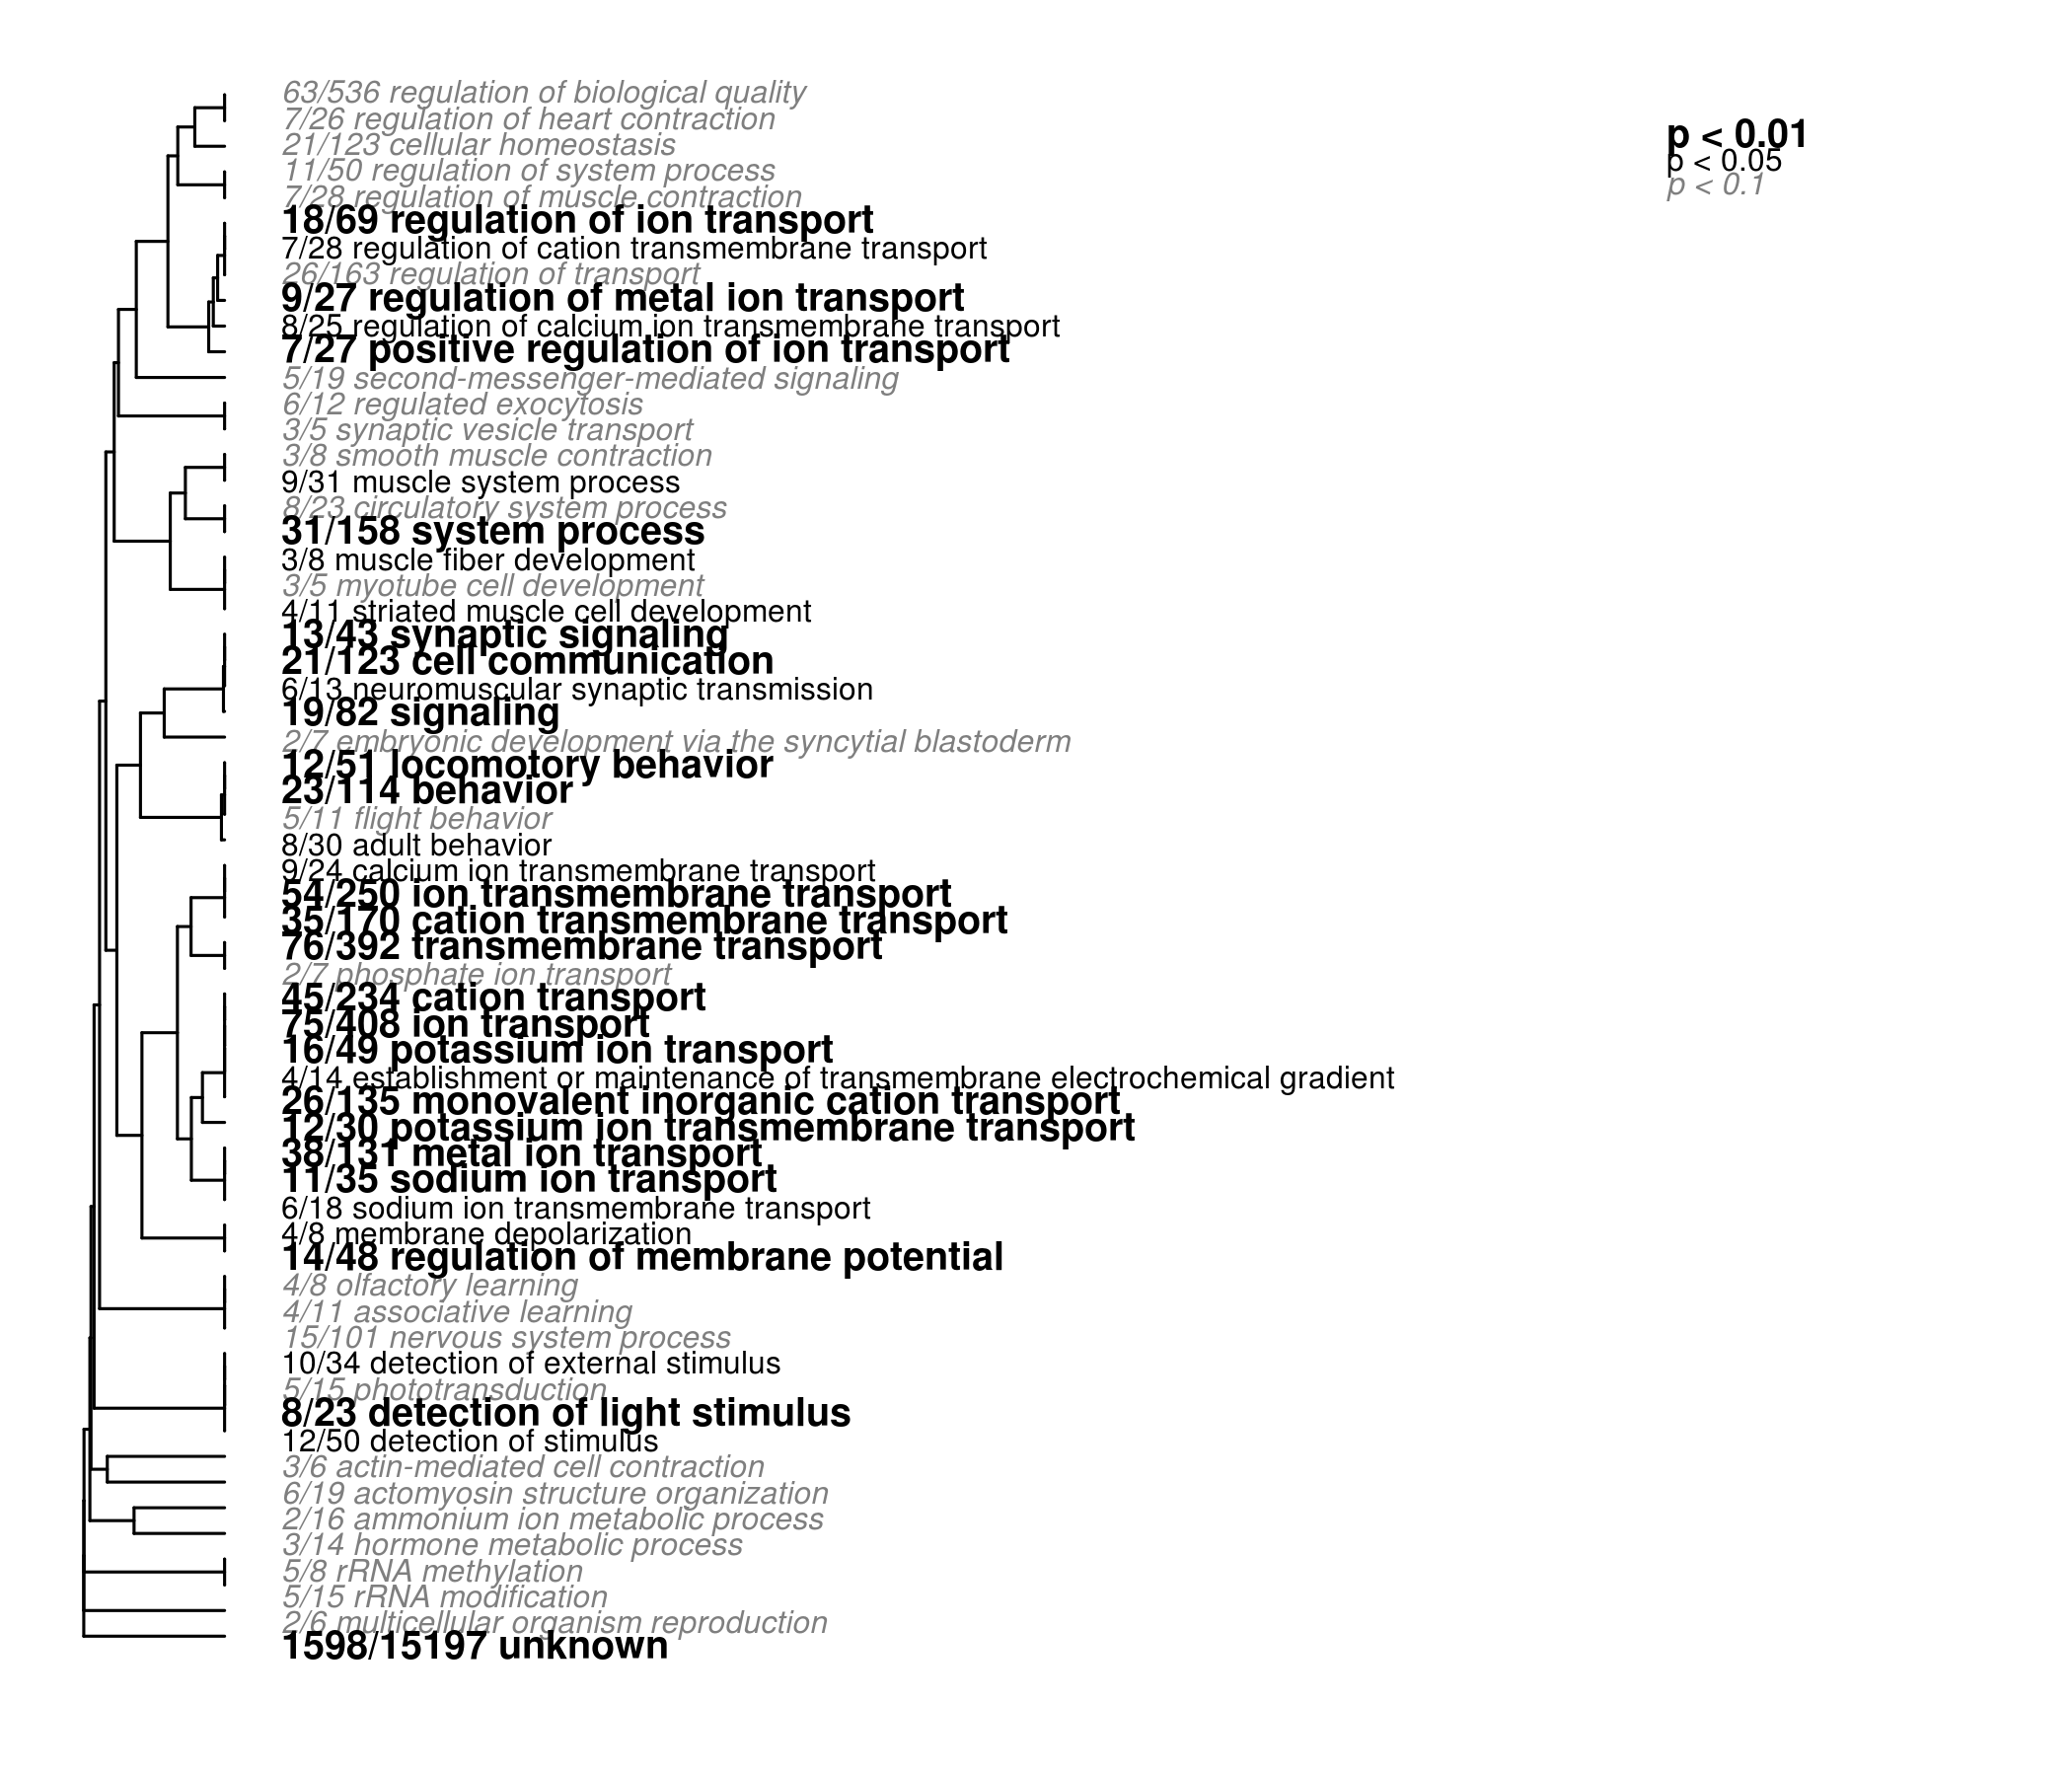 63/536 regulation of biological quality
7/26 regulation of heart contraction
21/123 cellular homeostasis
11/50 regulation of system process
7/28 regulation of muscle contraction
18/69 regulation of ion transport
7/28 regulation of cation transmembrane transport
26/163 regulation of transport
9/27 regulation of metal ion transport
8/25 regulation of calcium ion transmembrane transport
7/27 positive regulation of ion transport
5/19 second-messenger-mediated signaling
6/12 regulated exocytosis
3/5 synaptic vesicle transport
3/8 smooth muscle contraction
9/31 muscle system process
8/23 circulatory system process
31/158 system process
3/8 muscle fiber development
3/5 myotube cell development
4/11 striated muscle cell development
13/43 synaptic signaling
21/123 cell communication
6/13 neuromuscular synaptic transmission
19/82 signaling
2/7 embryonic development via the syncytial blastoderm
12/51 locomotory behavior
23/114 behavior
5/11 flight behavior
8/30 adult behavior
9/24 calcium ion transmembrane transport
54/250 ion transmembrane transport
35/170 cation transmembrane transport
76/392 transmembrane transport
2/7 phosphate ion transport
45/234 cation transport
75/408 ion transport
16/49 potassium ion transport
4/14 establishment or maintenance of transmembrane electrochemical gradient
26/135 monovalent inorganic cation transport
12/30 potassium ion transmembrane transport
38/131 metal ion transport
11/35 sodium ion transport
6/18 sodium ion transmembrane transport
4/8 membrane depolarization
14/48 regulation of membrane potential
4/8 olfactory learning
4/11 associative learning
15/101 nervous system process
10/34 detection of external stimulus
5/15 phototransduction
8/23 detection of light stimulus
12/50 detection of stimulus
3/6 actin-mediated cell contraction
6/19 actomyosin structure organization
2/16 ammonium ion metabolic process
3/14 hormone metabolic process
5/8 rRNA methylation
5/15 rRNA modification
2/6 multicellular organism reproduction
1598/15197 unknown
p < 0.01
p < 0.05
p < 0.1